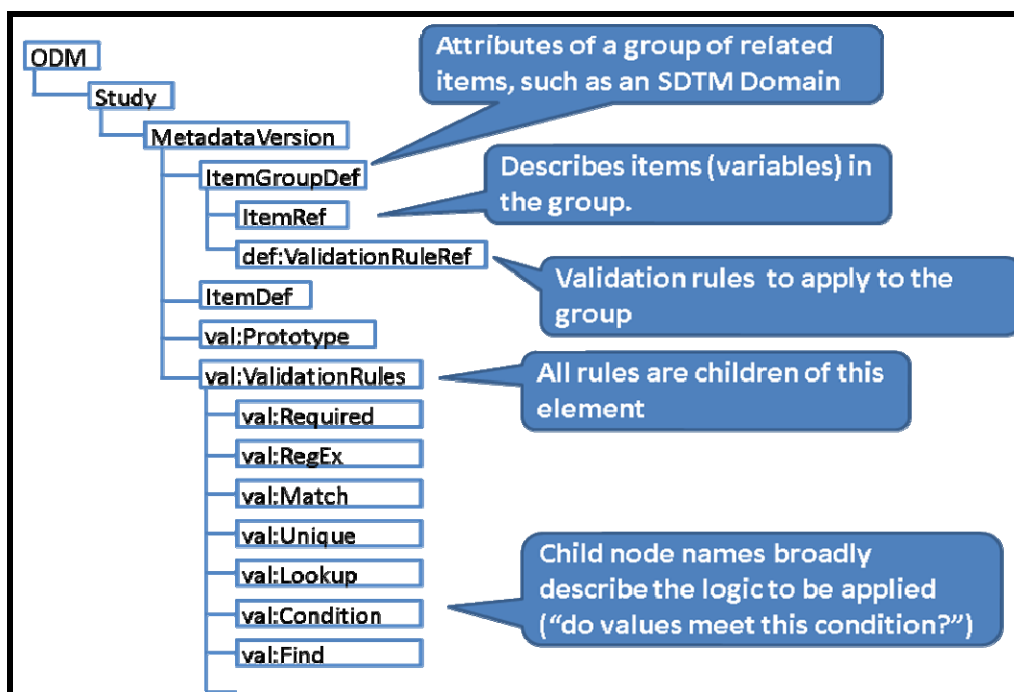 ODM
Study
MetadataVersion
ItemGroupDef
ItemRef
def:ValidationRuleRef
ItemDef
val:Prototype
val:ValidationRules
val:Required
val:RegEx
val:Match
val:Unique
val:Lookup
val:Condition
val:Find
Attributes of a group of related
items, such as an SDTM Domain
Describes items (variables) in
the group.
Validation rules to apply to the
group
All rules are children of this
element
Child node names broadly
describe the logic to be applied
(“do values meet this condition?”)